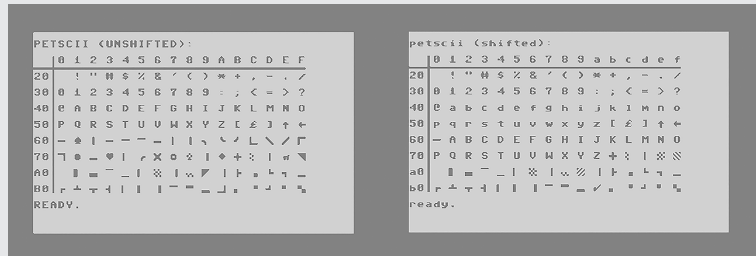 PETSCII (UNSHIFTED):
0 1 2 3 4 5 6 7 8 9 A B C D E F
20 ! " # $ % & ' ( ) * + , - . /
30 0 1 2 3 4 5 6 7 8 9 : ; < = > ?
40 @ A B C D E F G H I J K L M N O
50 P Q R S T U V W X Y Z [ £ ] ↑ ←
60
70
A0
B0
READY.
petscii (shifted):
0 1 2 3 4 5 6 7 8 9 a b c d e f
20 ! " # $ % & ' ( ) * + , - . /
30 0 1 2 3 4 5 6 7 8 9 : ; < = > ?
40 @ a b c d e f g h i j k l m n o
50 p q r s t u v w x y z [ £ ] ↑ ←
60 ─ A B C D E F G H I J K L M N O
70 P Q R S T U V W X Y Z
a0
b0
ready.